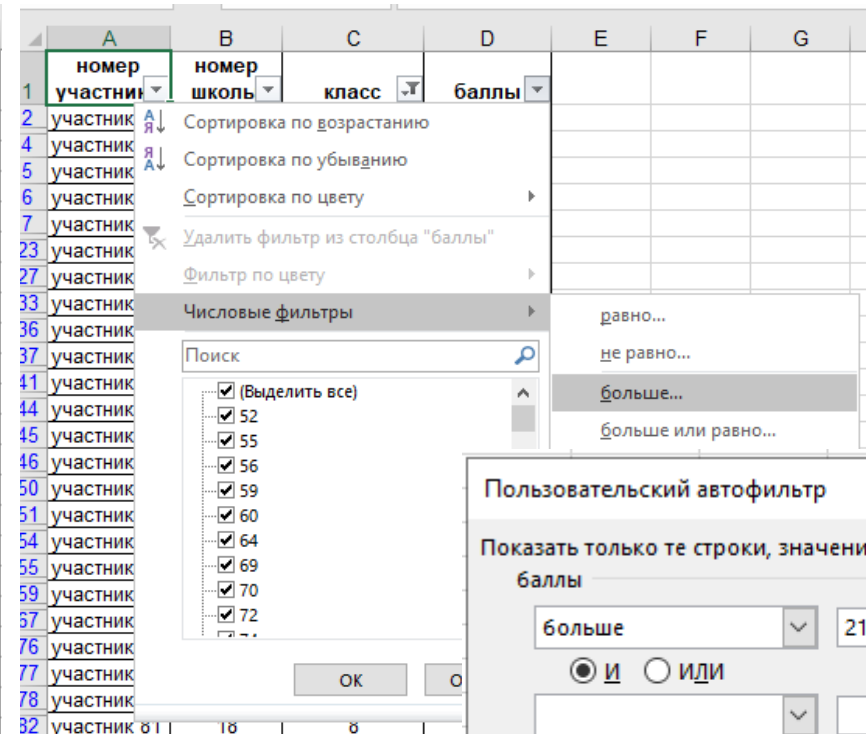 A B C D E F G
номер номер
1 участни школь класс баллы
2 участник Сортировка по возрастанию
4 участник
5 участник Сортировка по убыванию
6 участник Сортировка по цвету
7 участник
23 участник Удалить фильтр из столбца "баллы"
27 участник Фильтр по цвету
33 участник Числовые фильтры
равно...
36 участник
37 участник Поиск
не равно...
41 участник (Выделить все)
больше...
44 участник 52
45 участник 55
больше или равно...
46 участник 56
50 участник 59
Пользовательский автофильтр
51 участник 60
54 участник 64
Показать только те строки, значени
55 участник 69
баллы
59 участник 70
67 участник 72
больше 21
76 участник
77 участник ОК О
И ИЛИ
78 участник
82 участник 81 18 8